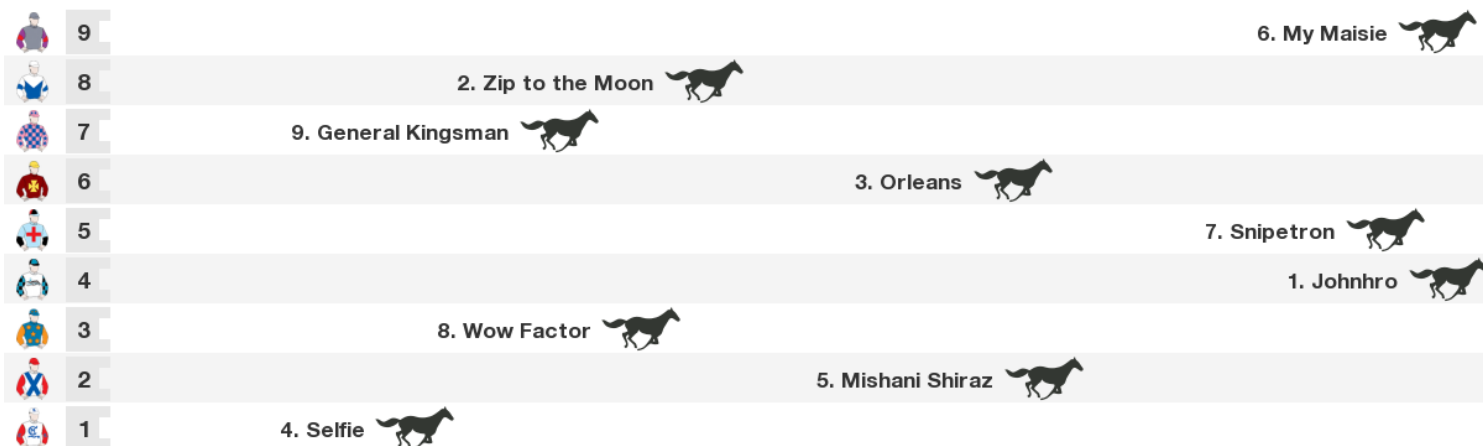 9 6. My Maisie
8 2. Zip to the Moon
7 9. General Kingsman
6 3. Orleans
5 7. Snipetron
4 1. Johnhro
3 8. Wow Factor
2 5. Mishani Shiraz
1 4. Selfie